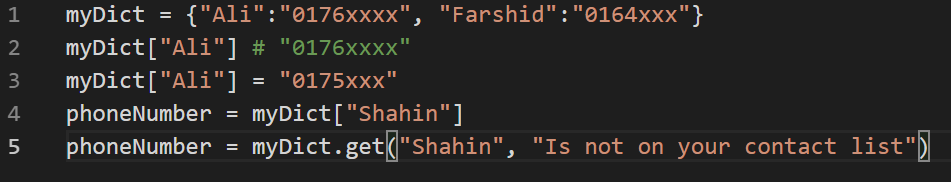 1 myDict = {"Ali":"0176xxxx", "Farshid":"0164xxx"}
2 myDict["Ali"] # "0176xxxx"
3 myDict["Ali"] = "0175xxx"
4 phoneNumber = myDict["Shahin"]
5 phoneNumber = myDict.get("Shahin", "Is not on your contact list")